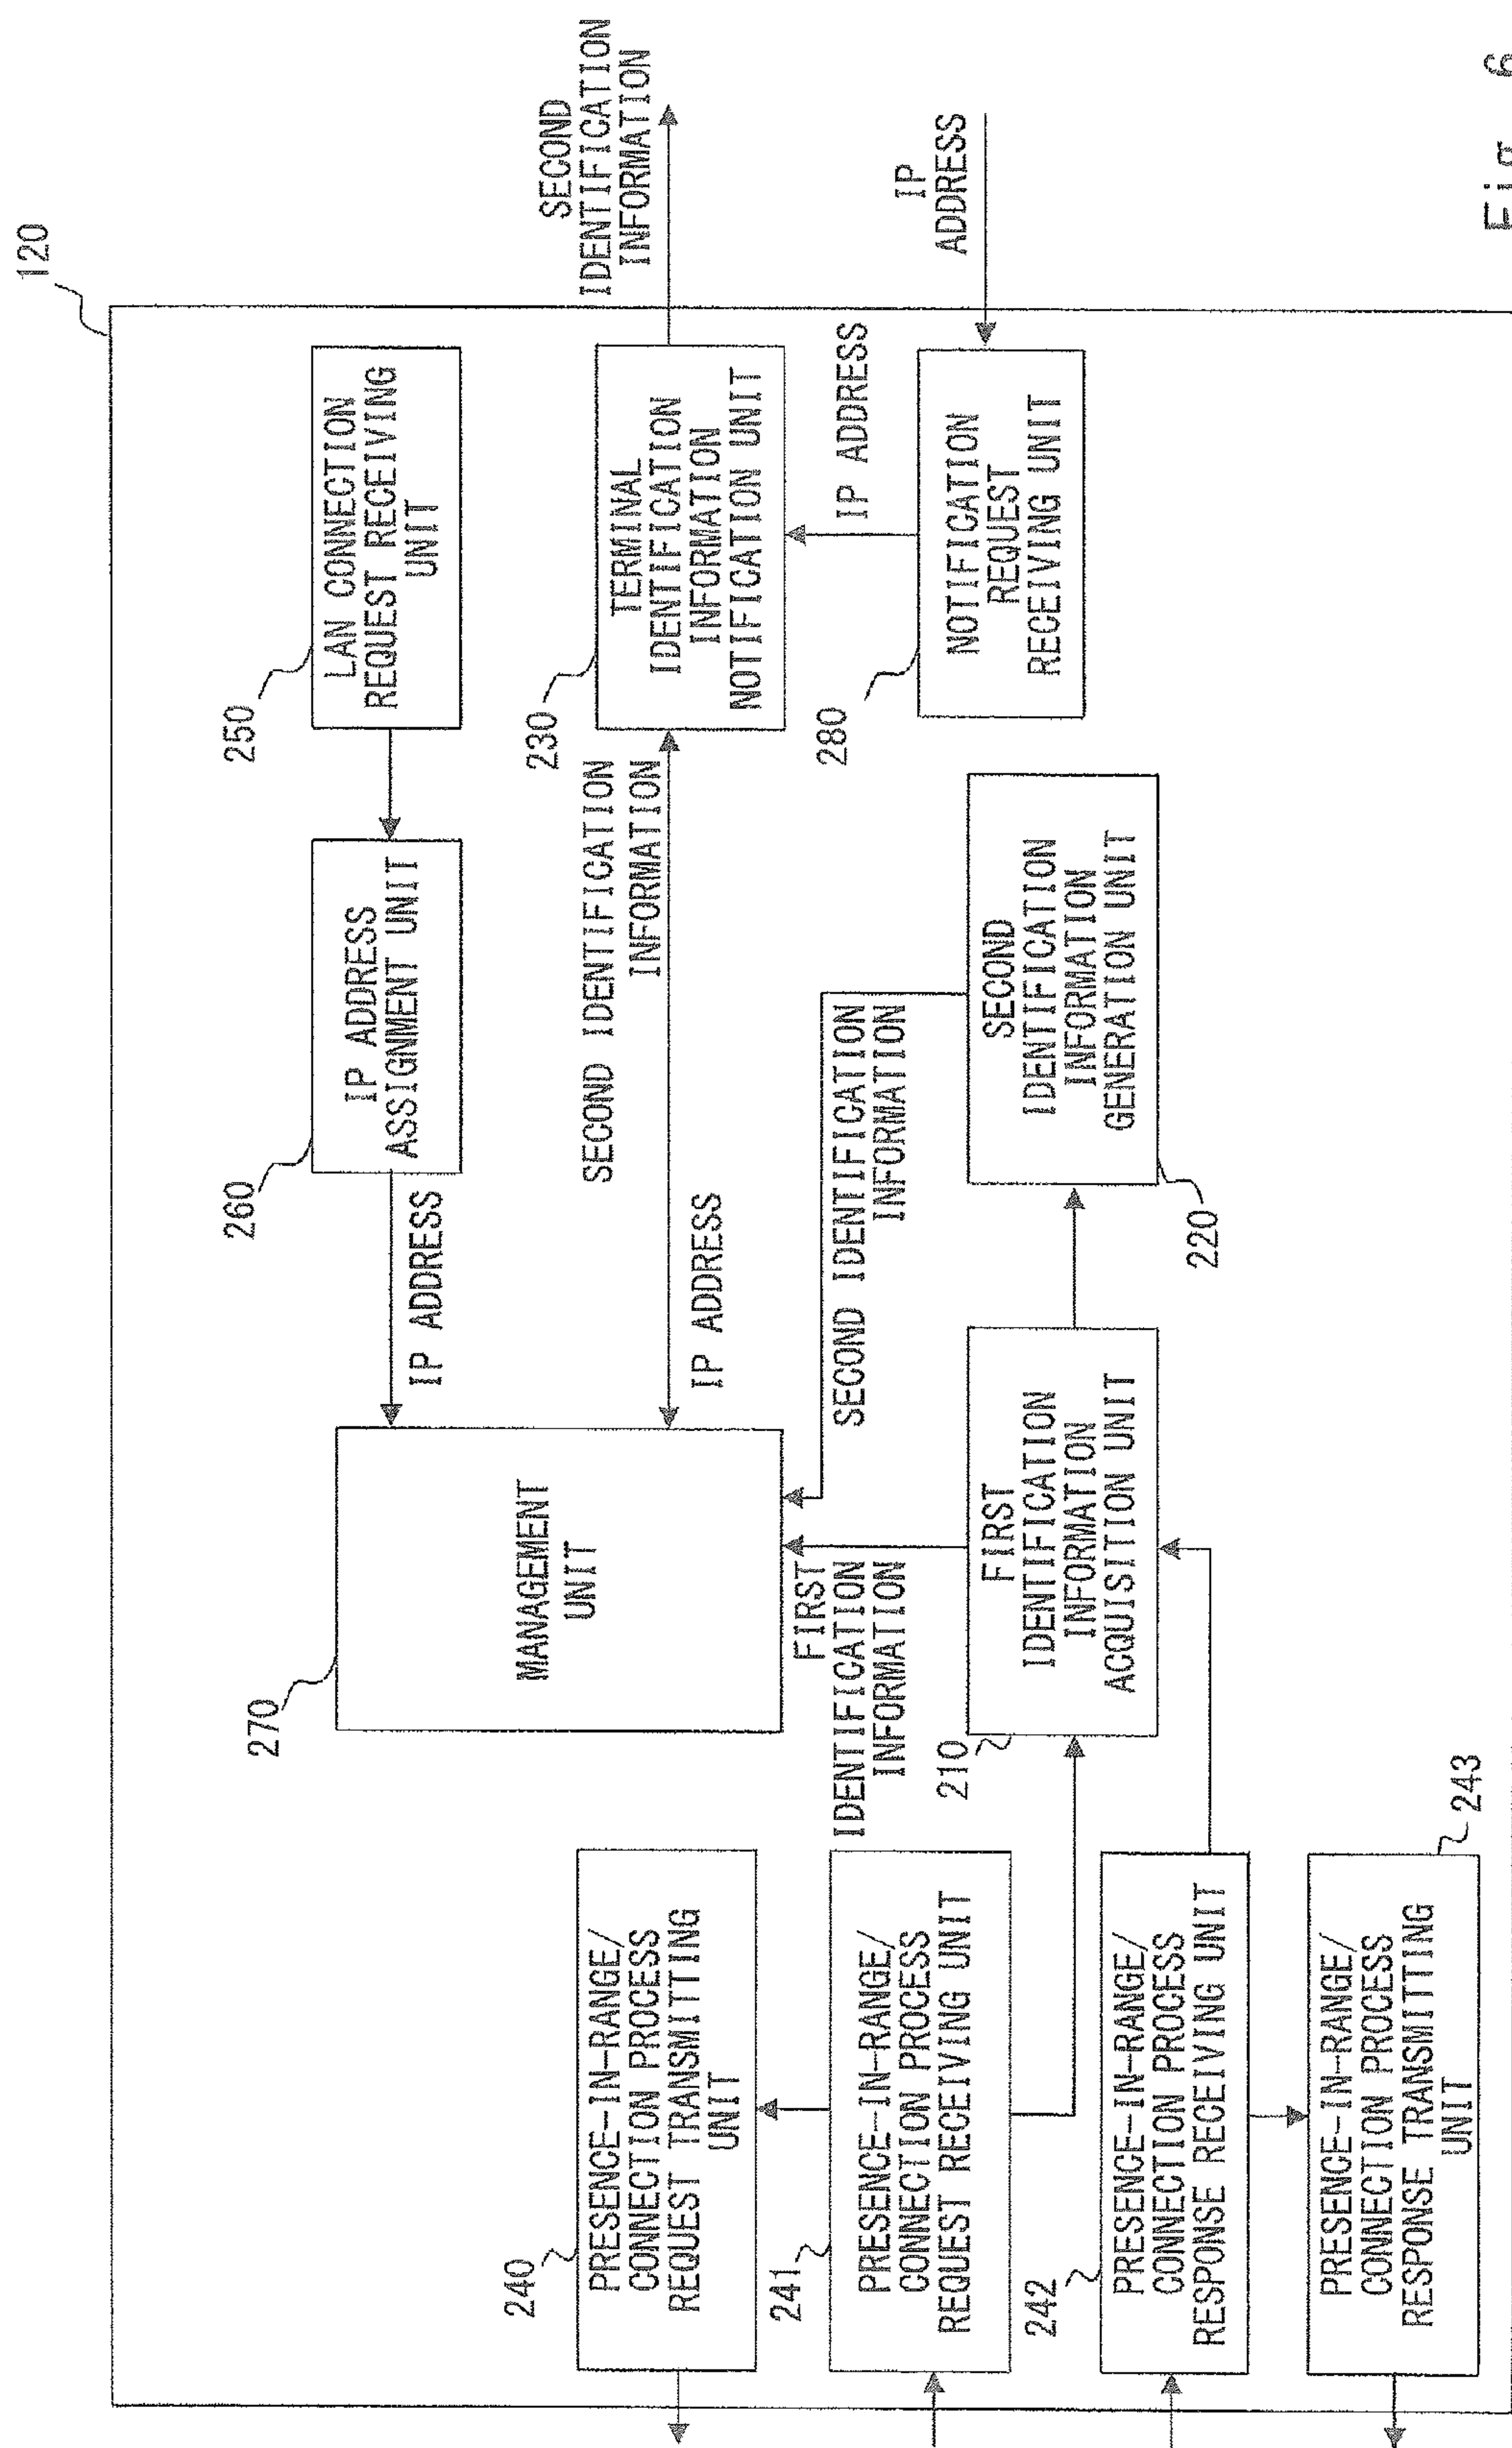 120
LAN CONNECTION
REQUEST RECEIVING
UNIT
250
IP ADDRESS
ASSIGNMENT UNIT
260
IP ADDRESS
MANAGEMENT
UNIT
270
SECOND
IDENTIFICATION
INFORMATION
TERMINAL
IDENTIFICATION
INFORMATION
NOTIFICATION UNIT
230
SECOND IDENTIFICATION
INFORMATION
IP ADDRESS
IP
ADDRESS
IP ADDRESS
NOTIFICATION
REQUEST
RECEIVING UNIT
280
SECOND IDENTIFICATION
INFORMATION
SECOND
IDENTIFICATION
INFORMATION
GENERATION UNIT
220
FIRST
IDENTIFICATION
INFORMATION
FIRST
IDENTIFICATION
INFORMATION
ACQUISITION UNIT
210
PRESENCE-IN-RANGE/
CONNECTION PROCESS
REQUEST TRANSMITTING
UNIT
240
PRESENCE-IN-RANGE/
CONNECTION PROCESS
REQUEST RECEIVING UNIT
241
PRESENCE-IN-RANGE/
CONNECTION PROCESS
RESPONSE RECEIVING UNIT
242
PRESENCE-IN-RANGE/
CONNECTION PROCESS
RESPONSE TRANSMITTING
UNIT
243
Fig. 6